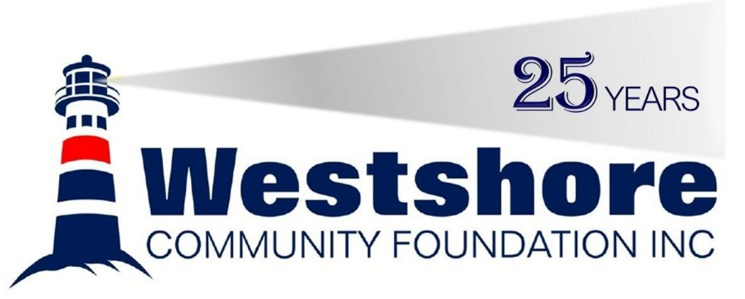 25 YEARS
Westshore
COMMUNITY FOUNDATION INC